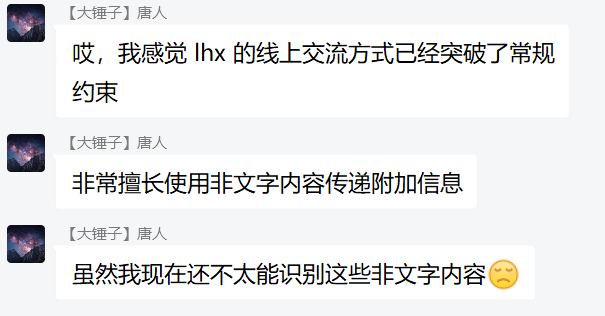 【大锤子】唐人
哎，我感觉 lhx 的线上交流方式已经突破了常规
约束
【大锤子】唐人
非常擅长使用非文字内容传递附加信息
【大锤子】唐人
虽然我现在还不太能识别这些非文字内容😞